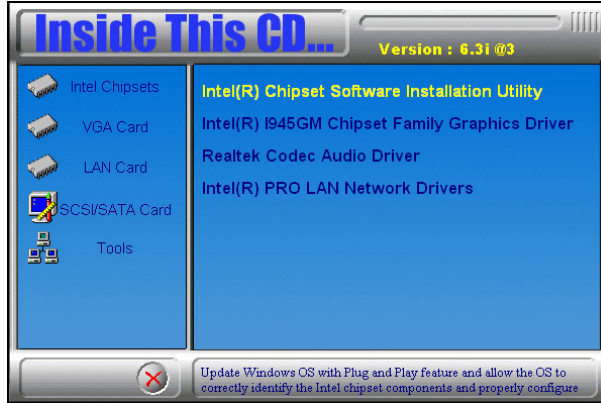 Inside This CD...
Version : 6.3i @3
Intel Chipsets
VGA Card
LAN Card
SCSI/SATA Card
Tools
Intel(R) Chipset Software Installation Utility
Intel(R) I945GM Chipset Family Graphics Driver
Realtek Codec Audio Driver
Intel(R) PRO LAN Network Drivers
Update Windows OS with Plug and Play feature and allow the OS to
correctly identify the Intel chipset components and properly configure